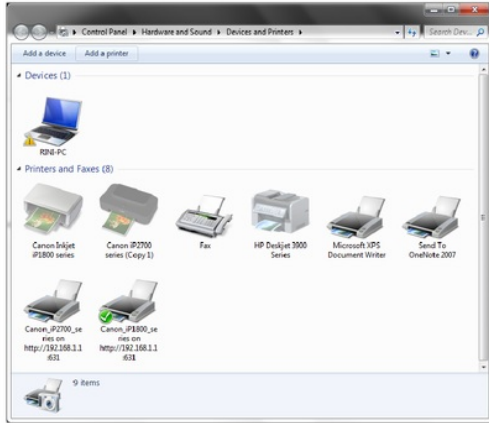 Control Panel ▸ Hardware and Sound ▸ Devices and Printers ▸
Search Dev...
Add a device
Add a printer
Devices (1)
RINI-PC
Printers and Faxes (8)
Canon Inkjet
iP1800 series
Canon iP2700
series (Copy 1)
Fax
HP Deskjet 3900
Series
Microsoft XPS
Document Writer
Send To
OneNote 2007
Canon_iP2700_se
ries on
http://192.168.1.1
:631
Canon_iP1800_se
ries on
http://192.168.1.1
:631
9 items